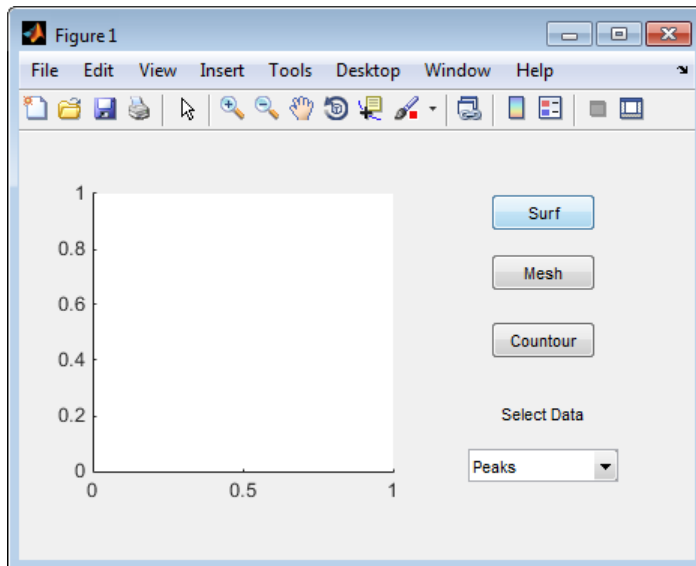 Figure 1
File Edit View Insert Tools Desktop Window Help
1
0.8
0.6
0.4
0.2
0
0 0.5 1
Surf
Mesh
Countour
Select Data
Peaks